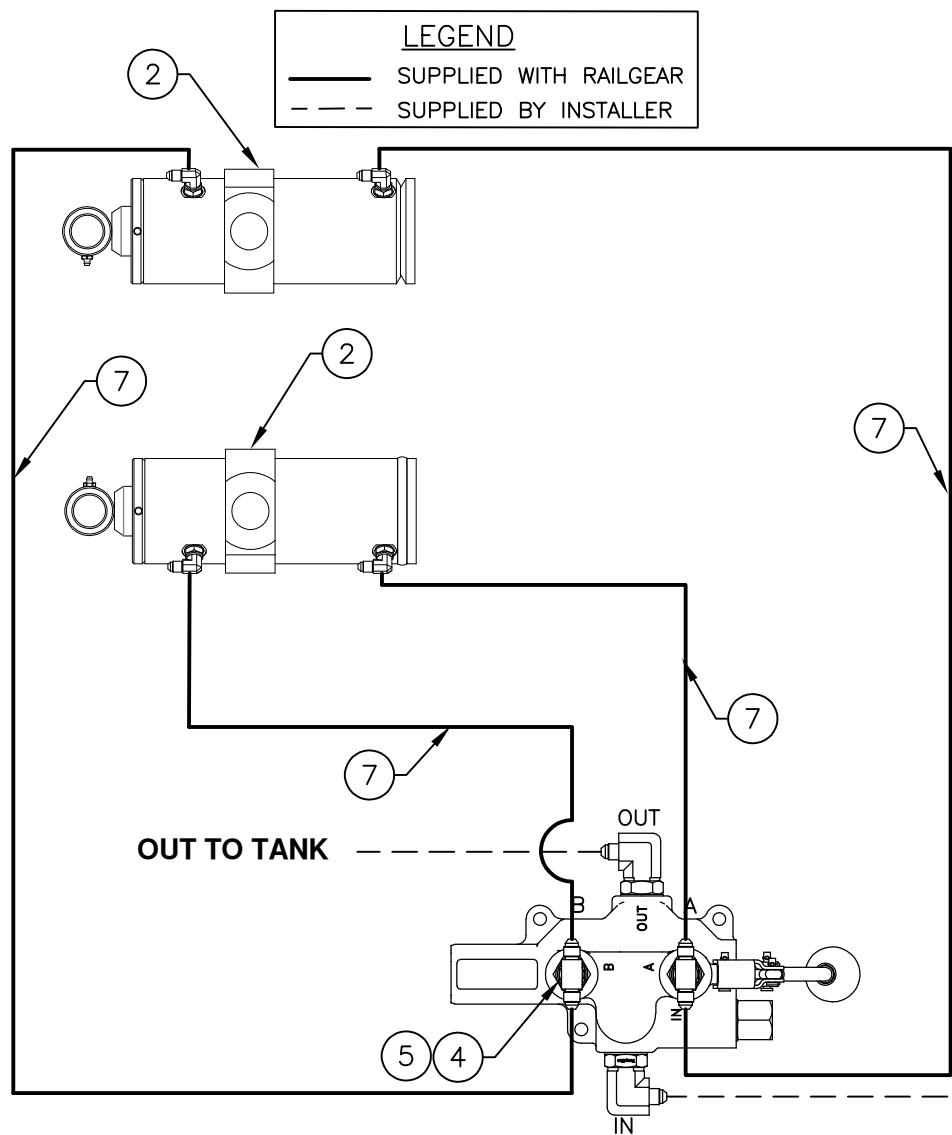 LEGEND
SUPPLIED WITH RAILGEAR
SUPPLIED BY INSTALLER
2
2
7
7
7
7
OUT
OUT TO TANK
B
A
OUT
B
A
IN
5
4
IN